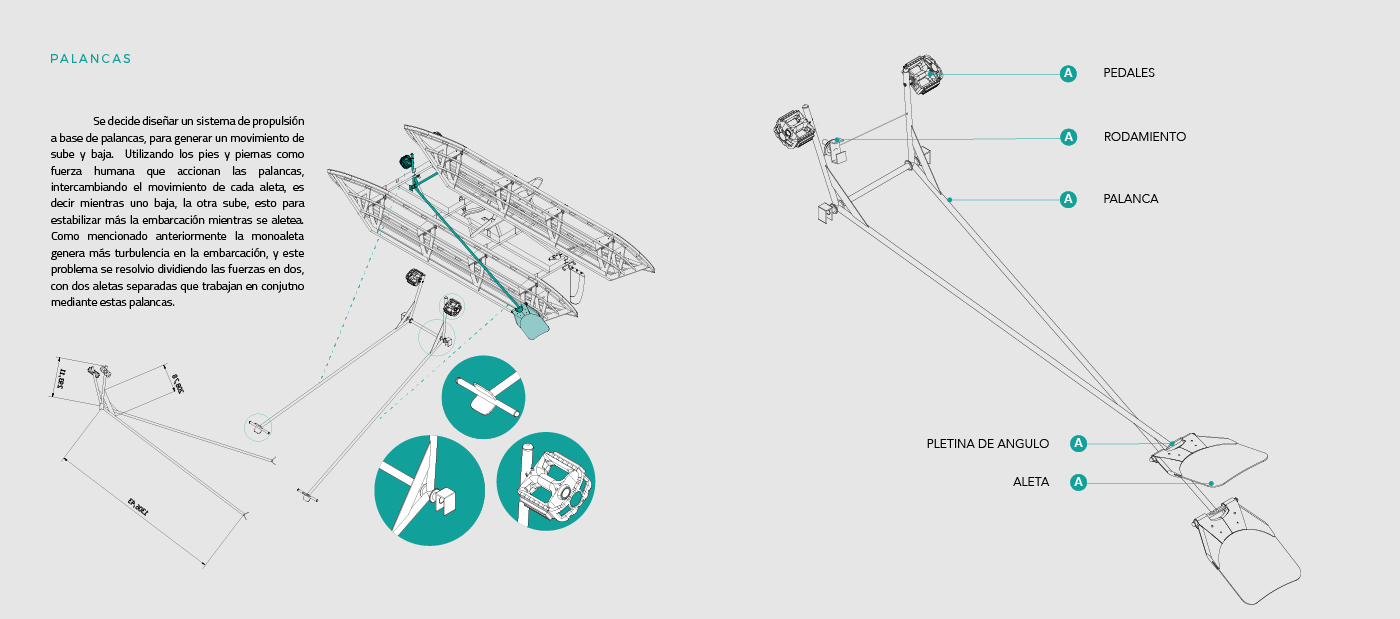 PALANCAS
Se decide diseñar un sistema de propulsión
a base de palancas, para generar un movimiento de
sube y baja. Utilizando los pies y piernas como
fuerza humana que accionan las palancas,
intercambiando el movimiento de cada aleta, es
decir mientras uno baja, la otra sube, esto para
estabilizar más la embarcación mientras se aletea.
Como mencionado anteriormente la monoaleta
genera más turbulencia en la embarcación, y este
problema se resolvio dividiendo las fuerzas en dos,
con dos aletas separadas que trabajan en conjutno
mediante estas palancas.
A PEDALES
A RODAMIENTO
A PALANCA
PLETINA DE ANGULO A
ALETA A